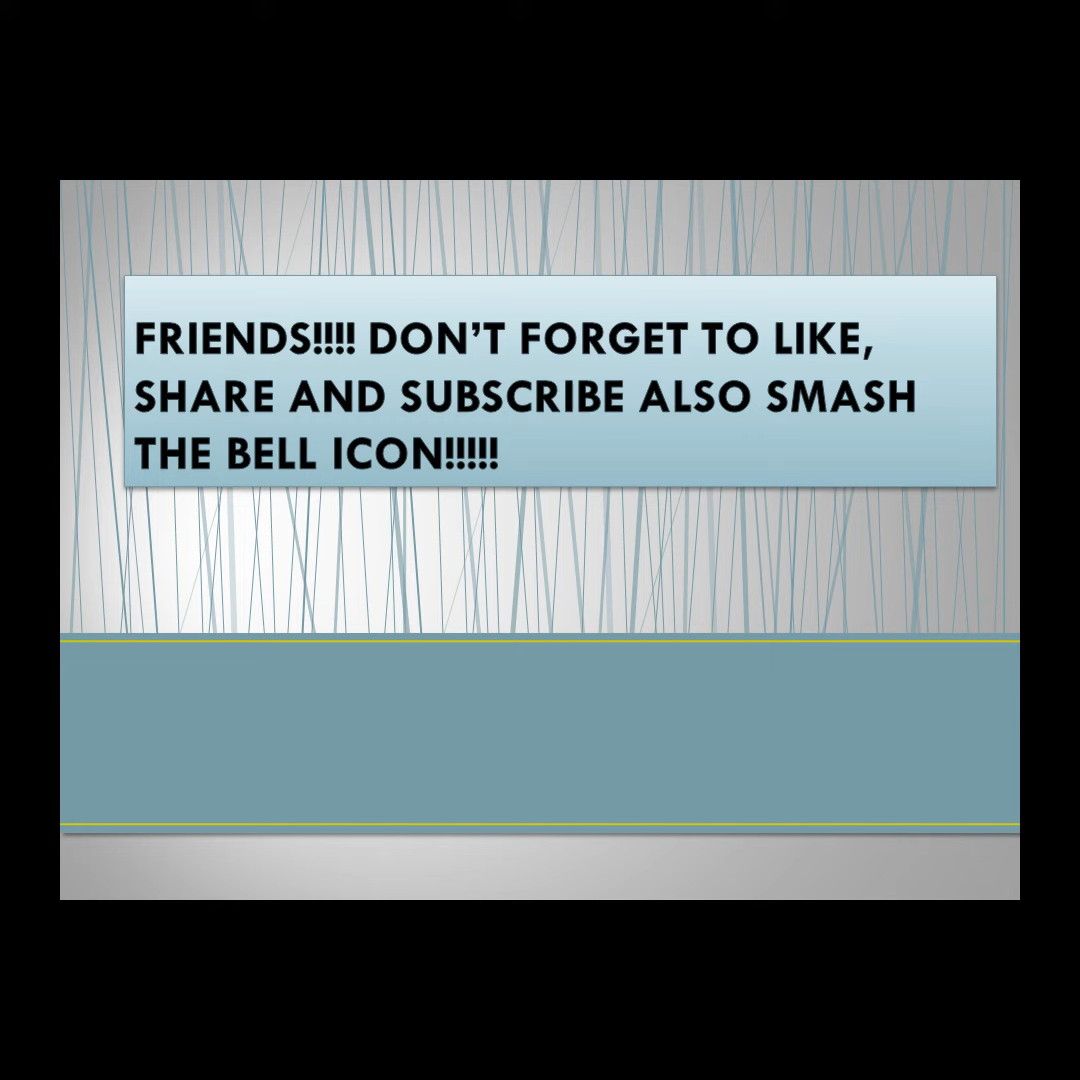 FRIENDS!!!! DON’T FORGET TO LIKE,
SHARE AND SUBSCRIBE ALSO SMASH
THE BELL ICON!!!!!